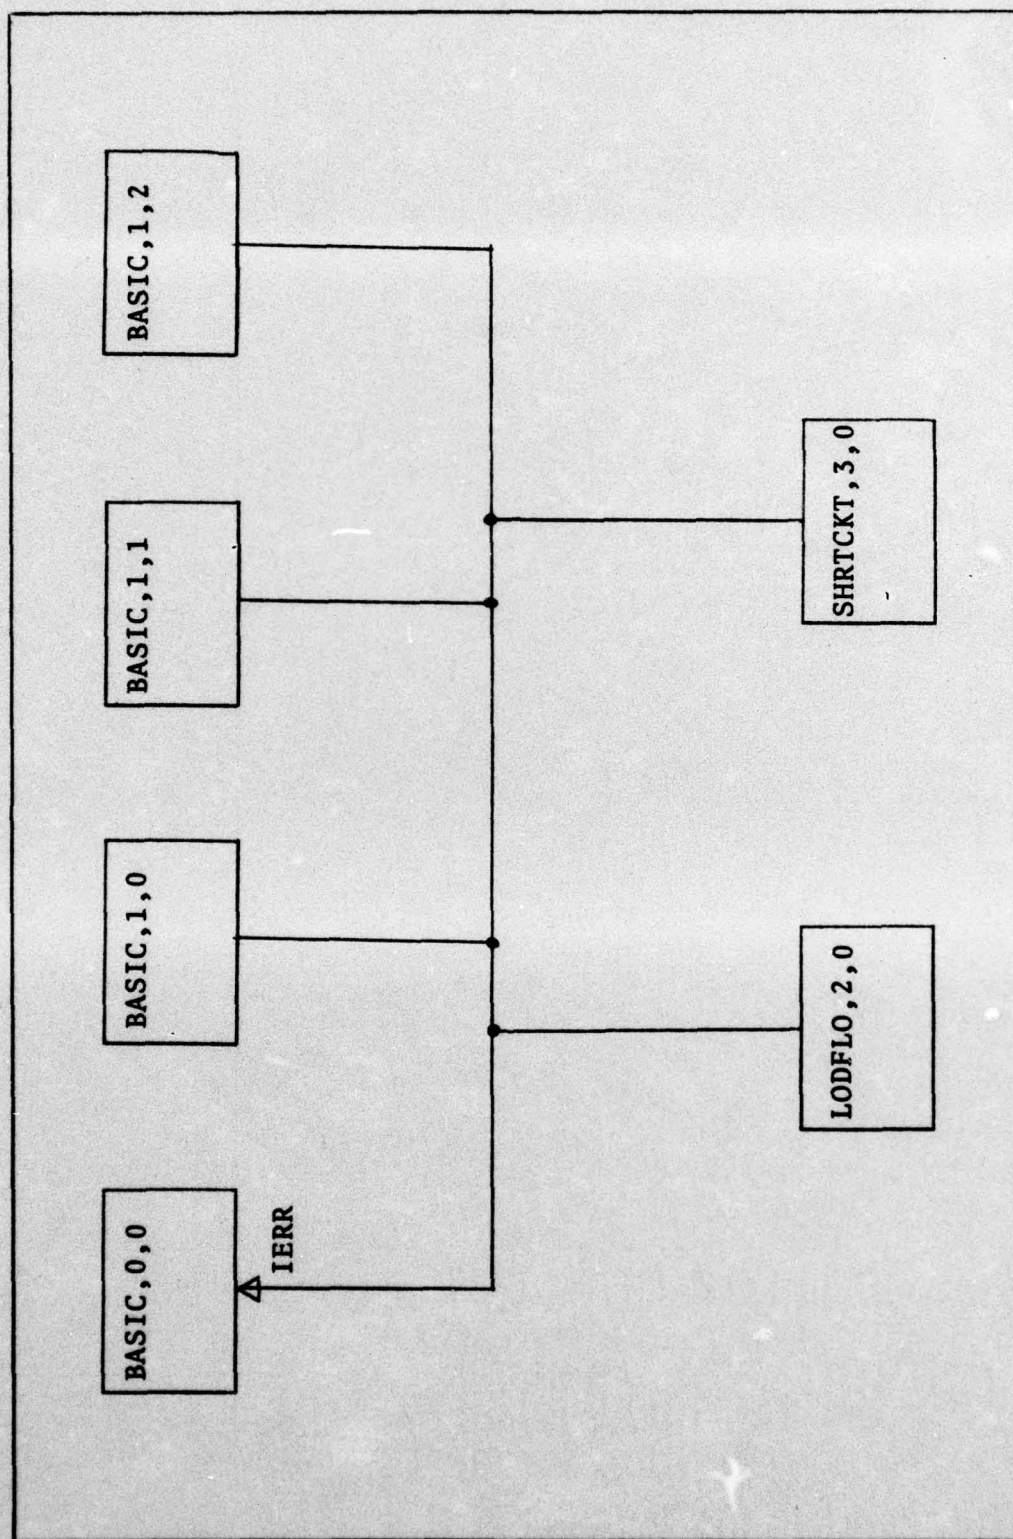 BASIC,0,0
BASIC,1,0
BASIC,1,1
BASIC,1,2
IERR
LODFLO,2,0
SHRTCKT,3,0